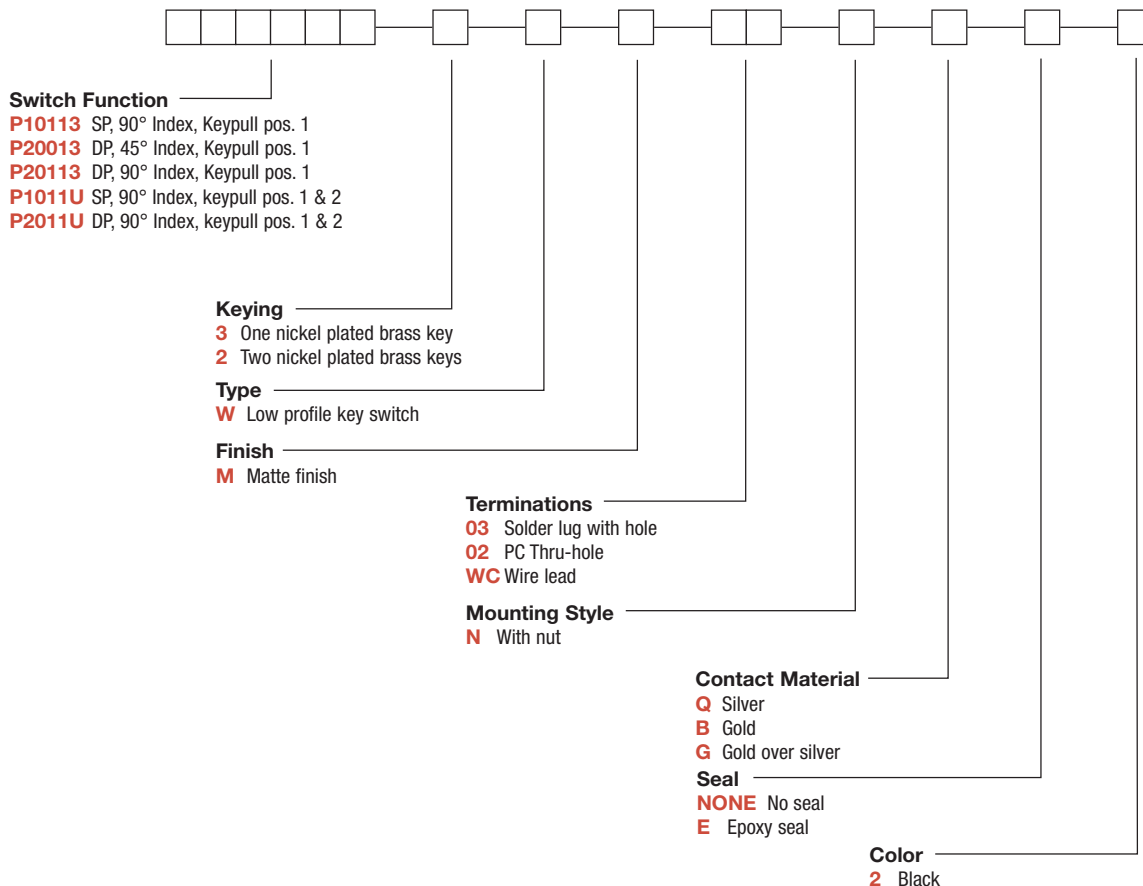 Switch Function
P10113 SP, 90° Index, Keypull pos. 1
P20013 DP, 45° Index, Keypull pos. 1
P20113 DP, 90° Index, Keypull pos. 1
P1011U SP, 90° Index, keypull pos. 1 & 2
P2011U DP, 90° Index, keypull pos. 1 & 2
Keying
3 One nickel plated brass key
2 Two nickel plated brass keys
Type
W Low profile key switch
Finish
M Matte finish
Terminations
03 Solder lug with hole
02 PC Thru-hole
WC Wire lead
Mounting Style
N With nut
Contact Material
Q Silver
B Gold
G Gold over silver
Seal
NONE No seal
E Epoxy seal
Color
2 Black